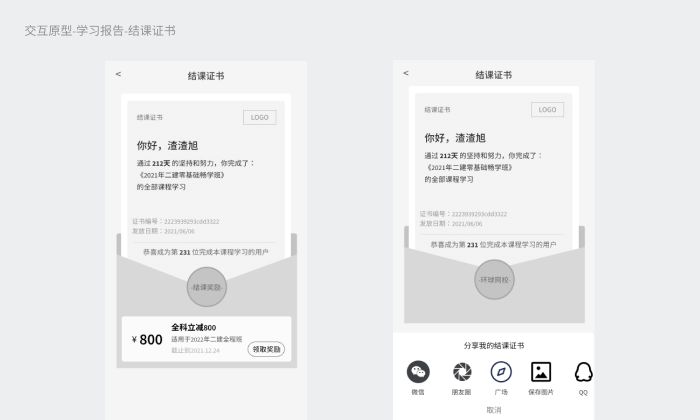 交互原型-学习报告-结课证书
<
结课证书
结课证书
LOGO
你好，渣渣旭
通过 212天 的坚持和努力，你完成了：
《2021年二建零基础畅学班》
的全部课程学习
证书编号：2223939293cdd3322
发放日期：2021/06/06
恭喜成为第 231 位完成本课程学习的用户
·结课奖励·
¥ 800
全科立减800
适用于2022年二建全程班
截止到2021.12.24
领取奖励
<
结课证书
结课证书
LOGO
你好，渣渣旭
通过 212天 的坚持和努力，你完成了：
《2021年二建零基础畅学班》
的全部课程学习
证书编号：2223939293cdd3322
发放日期：2021/06/06
恭喜成为第 231 位完成本课程学习的用户
·环球网校·
分享我的结课证书
微信
朋友圈
广场
保存图片
QQ
取消